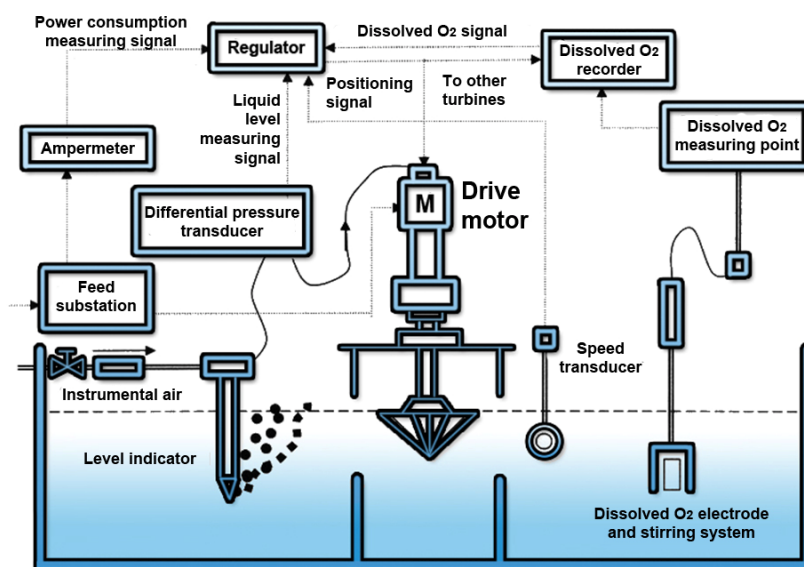 Power consumption
measuring signal
Regulator
Dissolved O₂ signal
Dissolved O₂
recorder
Positioning
signal
To other
turbines
Liquid
level
measuring
signal
Ampermeter
Dissolved O₂
measuring point
Differential pressure
transducer
M
Drive
motor
Feed
substation
Speed
transducer
Instrumental air
Level indicator
Dissolved O₂ electrode
and stirring system